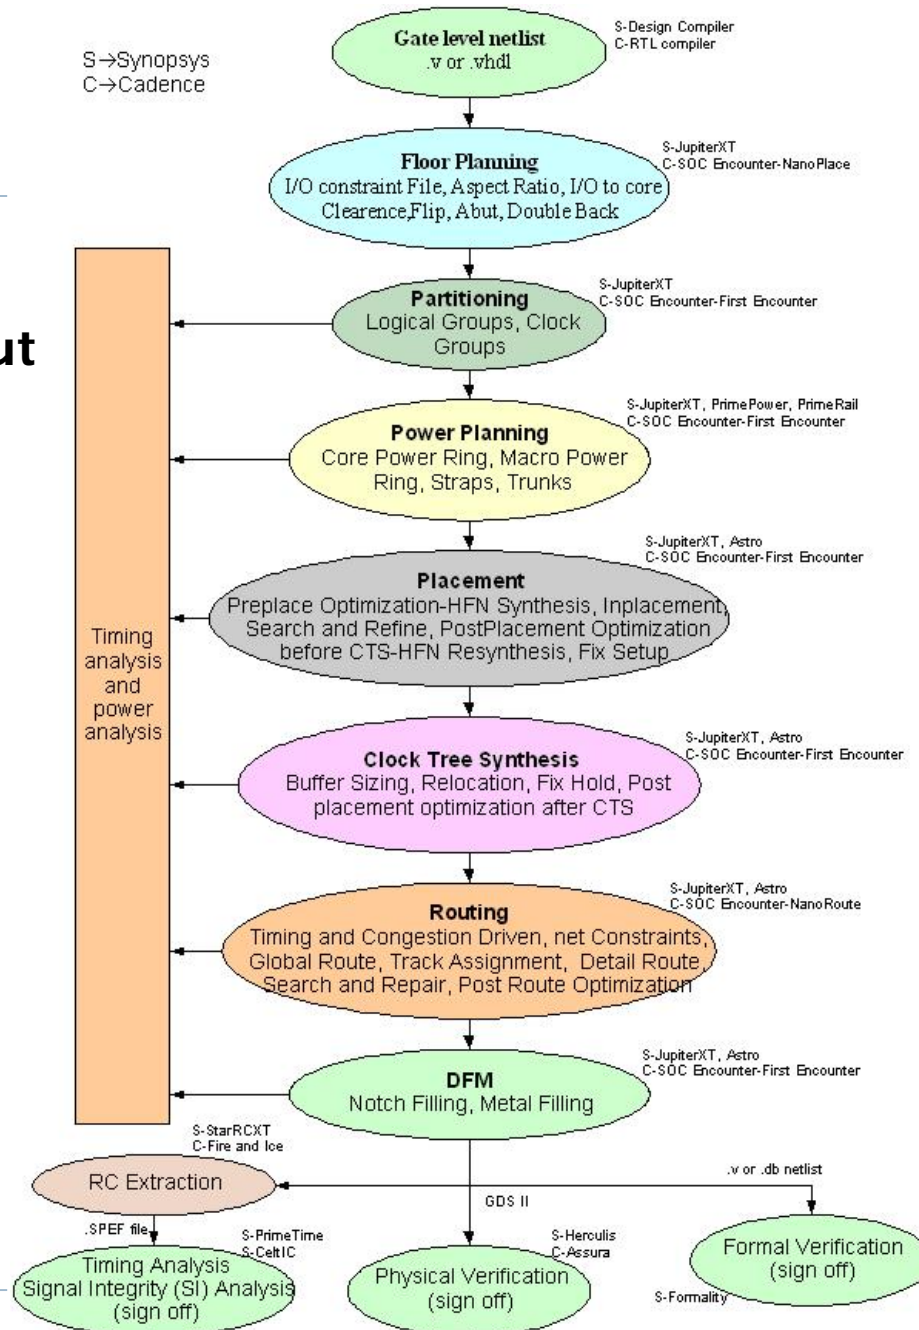 S→Synopsys
C→Cadence
Gate level netlist
.v or .vhdl
S-Design Compiler
C-RTL compiler
Floor Planning
I/O constraint File, Aspect Ratio, I/O to core
Clearence,Flip, Abut, Double Back
S-JupiterXT
C-SOC Encounter-NanoPlace
Partitioning
Logical Groups, Clock
Groups
S-JupiterXT
C-SOC Encounter-First Encounter
ut
Power Planning
Core Power Ring, Macro Power
Ring, Straps, Trunks
S-JupiterXT, PrimePower, PrimeRail
C-SOC Encounter-First Encounter
Placement
Preplace Optimization-HFN Synthesis, Inplacement,
Search and Refine, PostPlacement Optimization
before CTS-HFN Resynthesis, Fix Setup
S-JupiterXT, Astro
C-SOC Encounter-First Encounter
Timing
analysis
and
power
analysis
Clock Tree Synthesis
Buffer Sizing, Relocation, Fix Hold, Post
placement optimization after CTS
S-JupiterXT, Astro
C-SOC Encounter-First Encounter
Routing
Timing and Congestion Driven, net Constraints,
Global Route, Track Assignment, Detail Route,
Search and Repair, Post Route Optimization
S-JupiterXT, Astro
C-SOC Encounter-NanoRoute
DFM
Notch Filling, Metal Filling
S-JupiterXT, Astro
C-SOC Encounter-First Encounter
S-StarRCXT
C-Fire and Ice
RC Extraction
.SPEF file
GDS II
.v or .db netlist
S-PrimeTime
S-CeltIC
Timing Analysis
Signal Integrity (SI) Analysis
(sign off)
S-Herculis
C-Assura
Physical Verification
(sign off)
Formal Verification
(sign off)
S-Formality